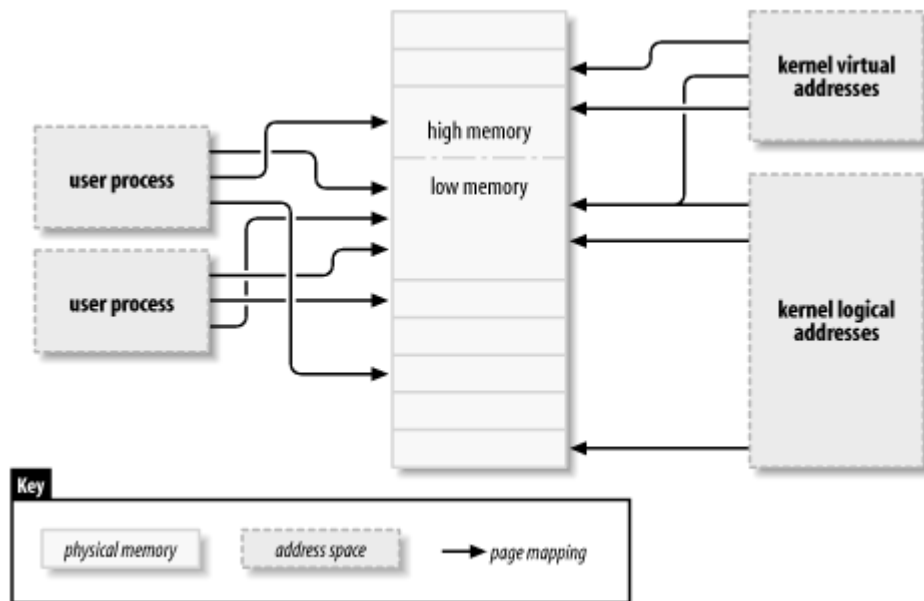 high memory
low memory
user process
user process
kernel virtual
addresses
kernel logical
addresses
Key
physical memory
address space
page mapping